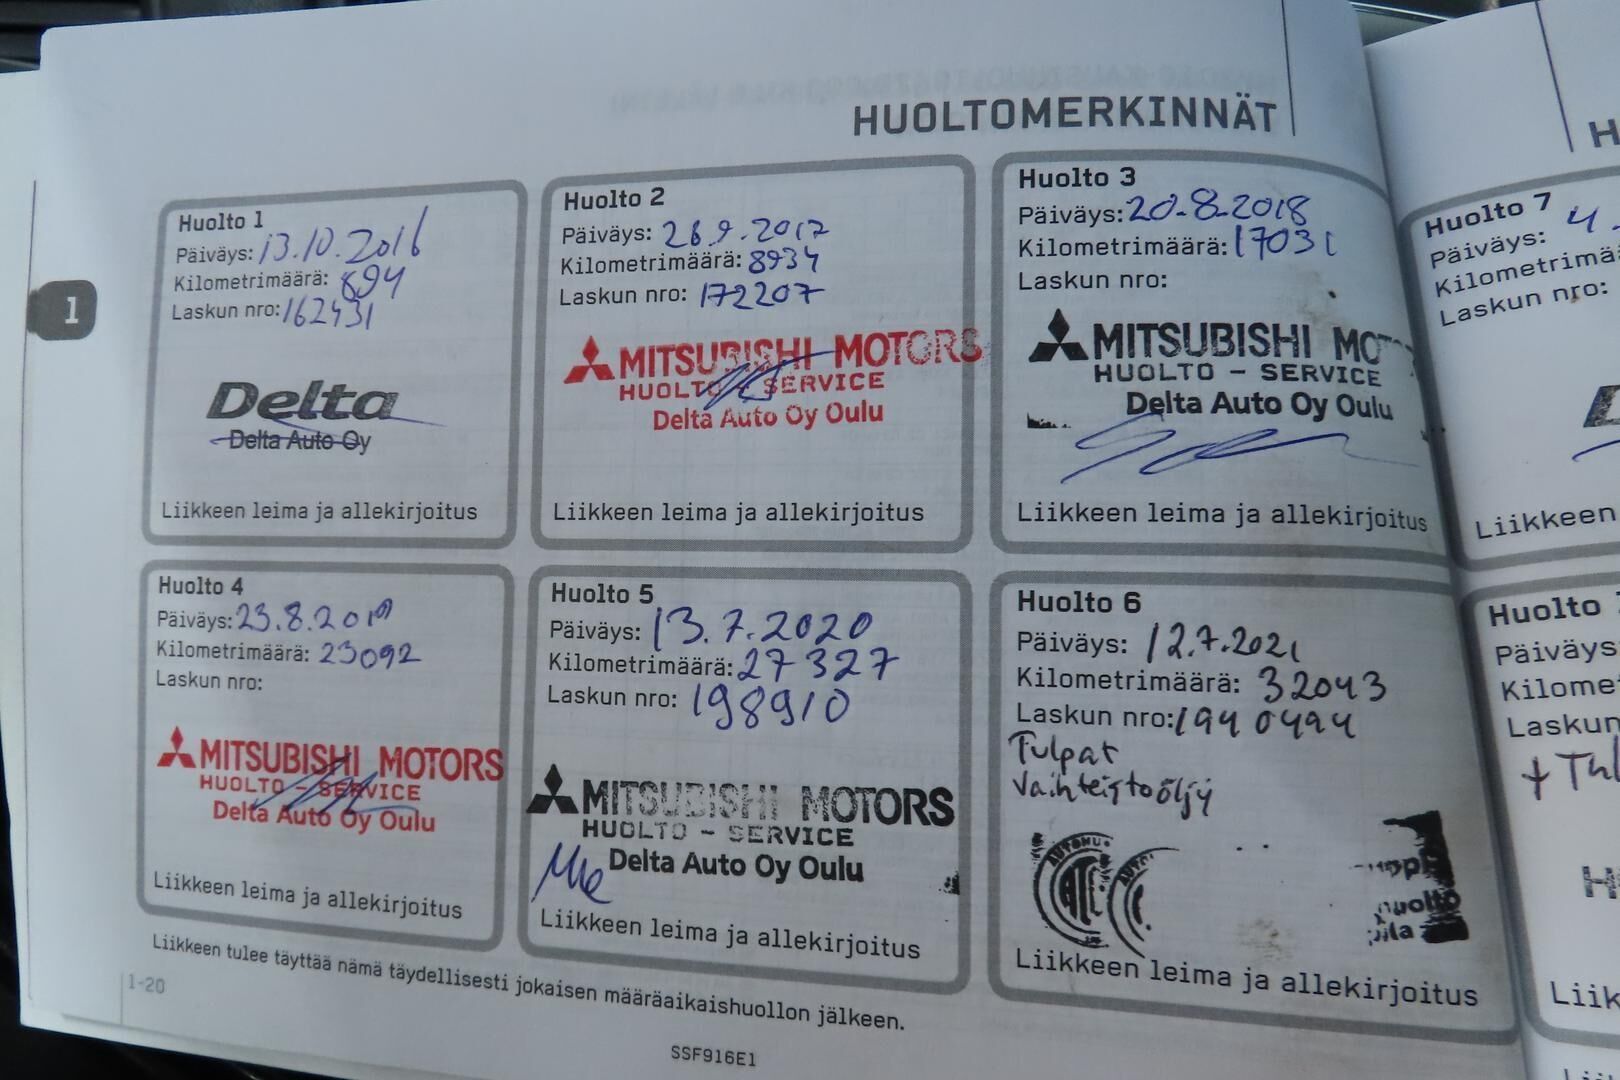 HUOLTOMERKINNÄT
1
Huolto 1
Päiväys: 13.10.2016
Kilometrimäärä: 894
Laskun nro: 162431
Delta
Delta Auto Oy
Liikkeen leima ja allekirjoitus
Huolto 2
Päiväys: 26.9.2017
Kilometrimäärä: 8934
Laskun nro: 172207
MITSUBISHI MOTORS
HUOLTO - SERVICE
Delta Auto Oy Oulu
Liikkeen leima ja allekirjoitus
Huolto 3
Päiväys: 20.8.2018
Kilometrimäärä: 17031
Laskun nro:
MITSUBISHI MOT
HUOLTO - SERVICE
Delta Auto Oy Oulu
Liikkeen leima ja allekirjoitus
Huolto 4
Päiväys: 23.8.2019
Kilometrimäärä: 23092
Laskun nro:
MITSUBISHI MOTORS
HUOLTO - SERVICE
Delta Auto Oy Oulu
Liikkeen leima ja allekirjoitus
Huolto 5
Päiväys: 13.7.2020
Kilometrimäärä: 27327
Laskun nro: 198910
MITSUBISHI MOTORS
HUOLTO - SERVICE
Delta Auto Oy Oulu
Liikkeen leima ja allekirjoitus
Huolto 6
Päiväys: 12.7.2021
Kilometrimäärä: 32043
Laskun nro: 1940494
Tulpat
Vaihteistoöljy
Liikkeen leima ja allekirjoitus
Liikkeen tulee täyttää nämä täydellisesti jokaisen määräaikaishuollon jälkeen.
1-20
SSF916E1
H
Huolto 7
Päiväys: 4.
Kilometrimää
Laskun nro:
Liikkeen
Huolto
Päiväys
Kilome
Laskun
+ Tul
H
Liik